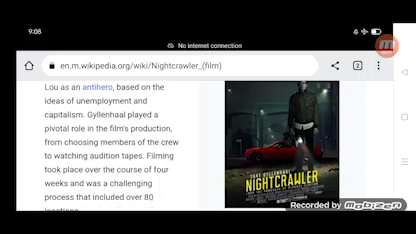 9:08
No internet connection
en.m.wikipedia.org/wiki/Nightcrawler_(film)
2
Lou as an antihero, based on the
ideas of unemployment and
capitalism. Gyllenhaal played a
pivotal role in the film's production,
from choosing members of the crew
to watching audition tapes. Filming
took place over the course of four
weeks and was a challenging
process that included over 80
locations
JAKE GYLLENHAAL
NIGHTCRAWLER
Recorded by mobizen